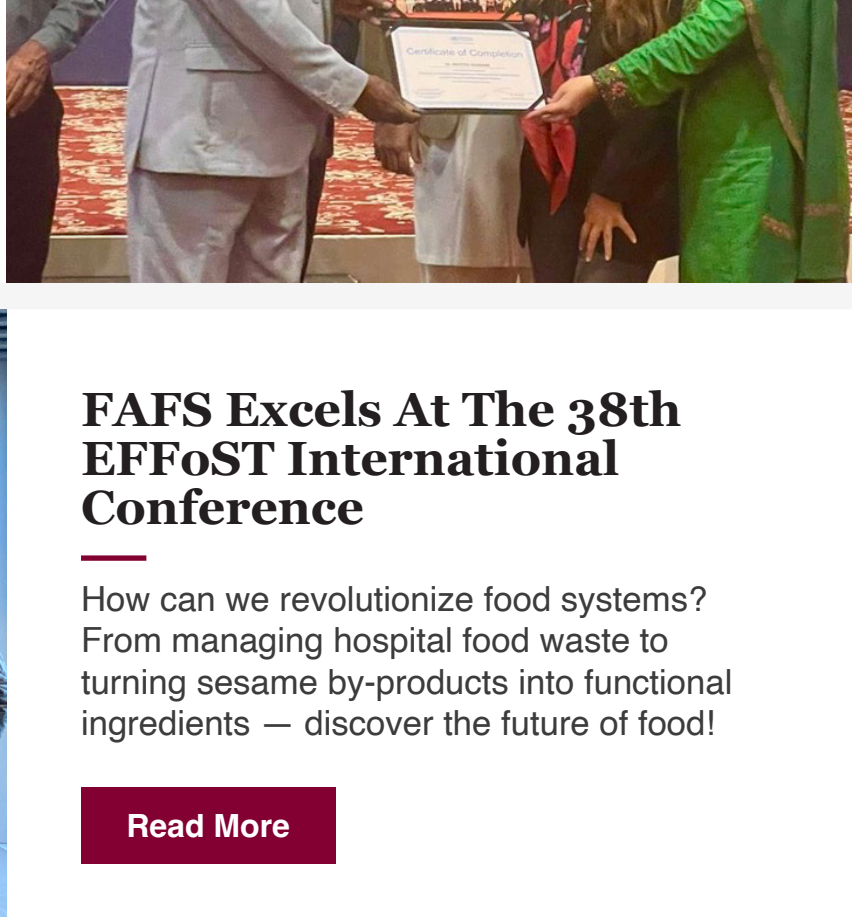 Certificate of Completion
FAFS Excels At The 38th
EFFoST International
Conference
How can we revolutionize food systems?
From managing hospital food waste to
turning sesame by-products into functional
ingredients — discover the future of food!
Read More